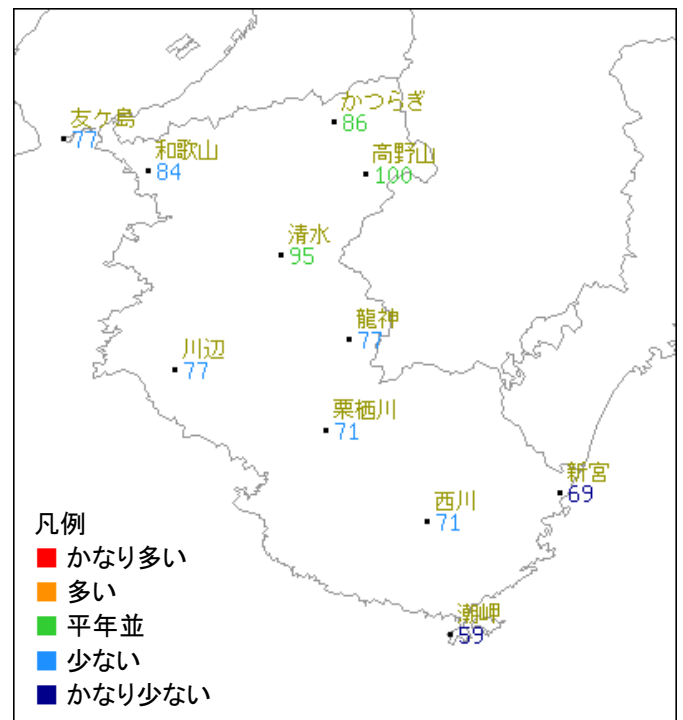 かつらぎ
86
友ケ島
77
和歌山
84
高野山
100
清水
95
龍神
77
川辺
77
栗栖川
71
新宮
69
西川
71
潮岬
59
凡例
かなり多い
多い
平年並
少ない
かなり少ない